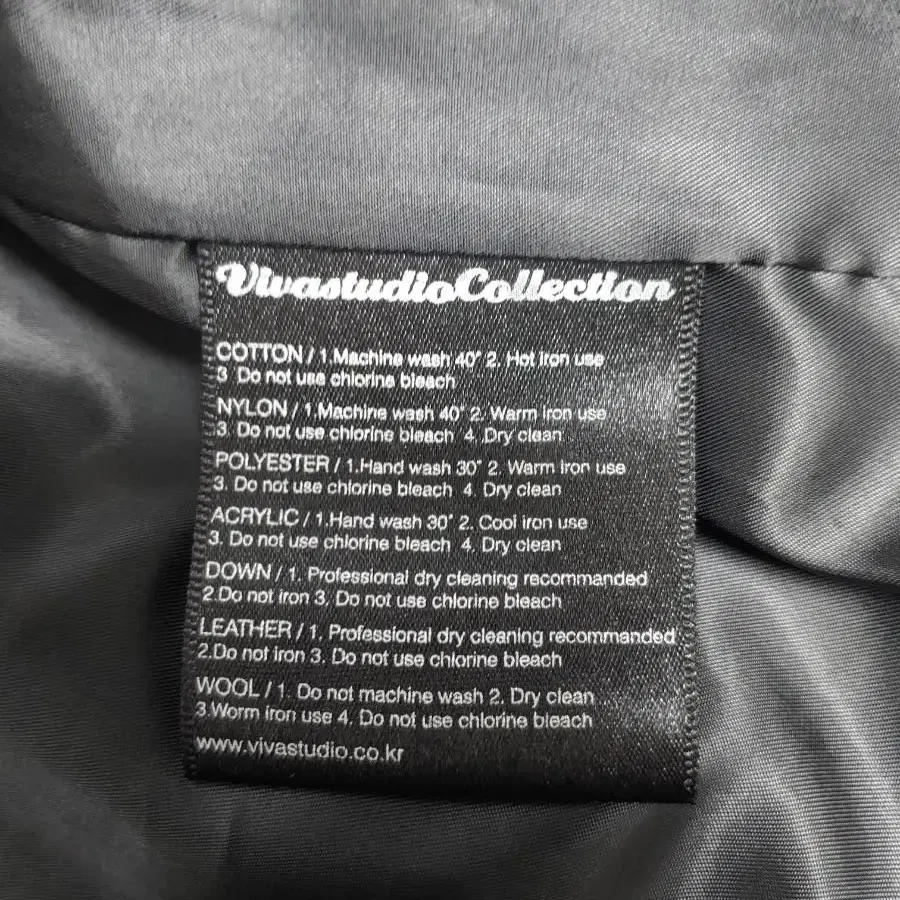 VivastudioCollection
COTTON / 1.Machine wash 40° 2. Hot iron use
3 Do not use chlorine bleach
NYLON / 1.Machine wash 40° 2. Warm iron use
3. Do not use chlorine bleach 4 .Dry clean
POLYESTER / 1.Hand wash 30° 2. Warm iron use
3. Do not use chlorine bleach 4. Dry clean
ACRYLIC / 1.Hand wash 30° 2. Cool iron use
3. Do not use chlorine bleach 4. Dry clean
DOWN / 1. Professional dry cleaning recommanded
2.Do not iron 3. Do not use chlorine bleach
LEATHER / 1. Professional dry cleaning recommanded
2.Do not iron 3. Do not use chlorine bleach
WOOL / 1. Do not machine wash 2. Dry clean
3.Worm iron use 4. Do not use chlorine bleach
www.vivastudio.co.kr